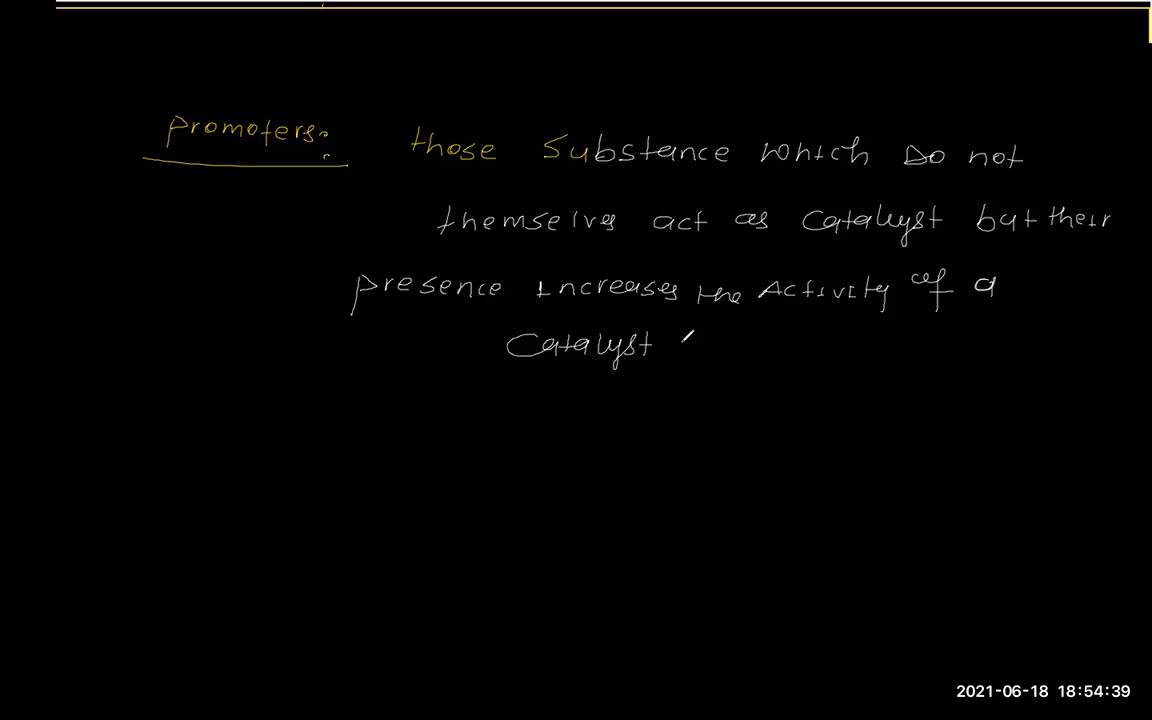 Promoters: those Substance which Do not
themselves act as Catalyst but their
presence increases the Activity of a
Catalyst
2021-06-18 18:54:39